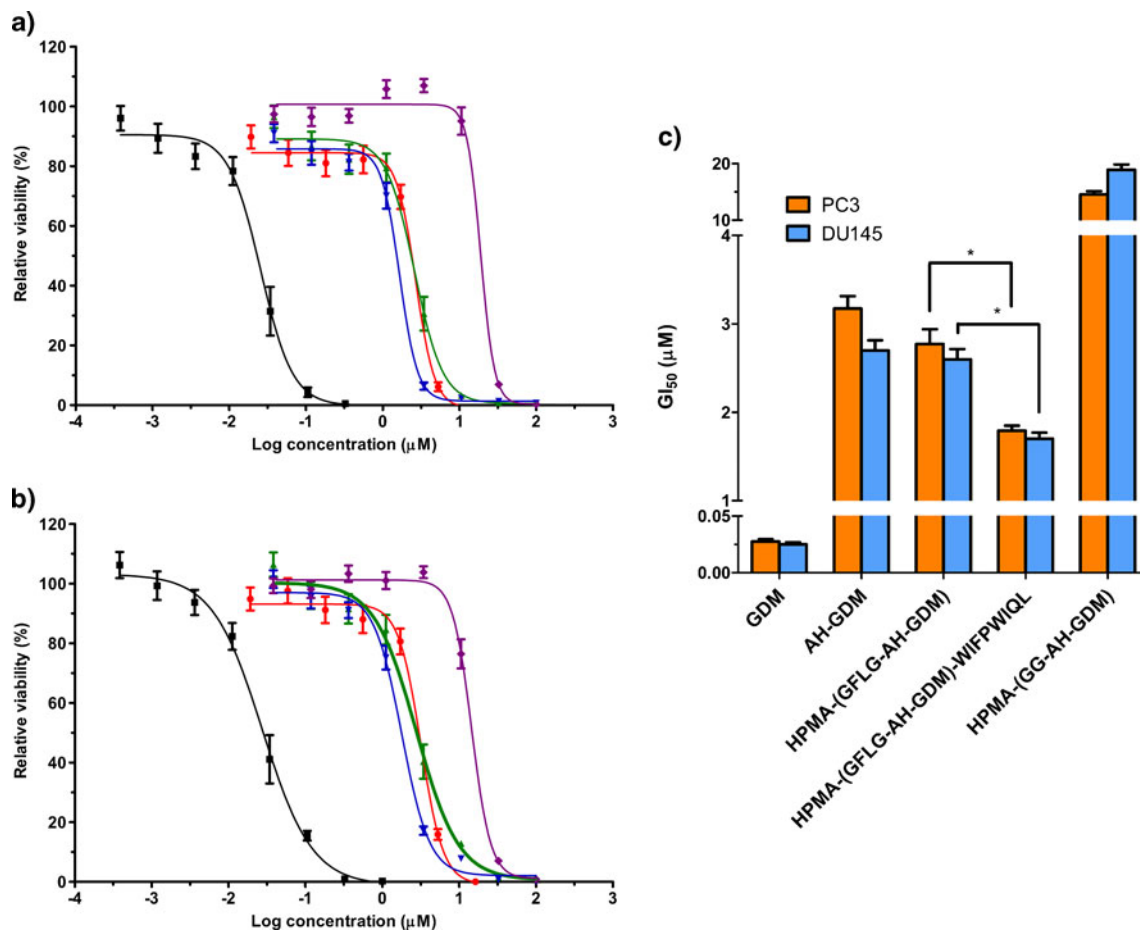 a)
120
100
80
60
40
20
0
Relative viability (%)
-4 -3 -2 -1 0 1 2 3
Log concentration (μM)
b)
120
100
80
60
40
20
0
Relative viability (%)
-4 -3 -2 -1 0 1 2 3
Log concentration (μM)
c)
20
10
4
3
2
1
0.05
0.00
GI50 (μM)
PC3
DU145
*
*
GDM
AH-GDM
HPMA-(GFLG-AH-GDM)
HPMA-(GFLG-AH-GDM)-WIFPWIQL
HPMA-(GG-AH-GDM)